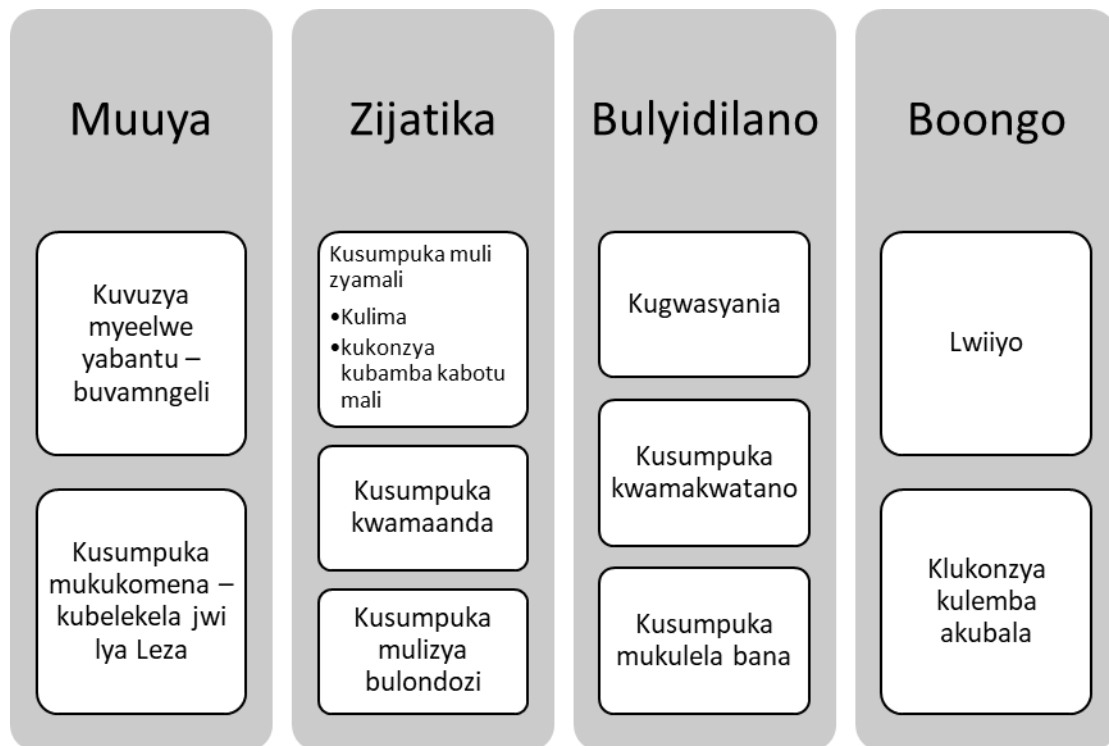 Muuya
Kuvuzya
myeelwe
yabantu –
buvamngeli
Kusumpuka
mukukomena –
kubelekela jwi
lya Leza
Zijatika
Kusumpuka muli
zyamali
•Kulima
•kukonzya
kubamba kabotu
mali
Kusumpuka
kwamaanda
Kusumpuka
mulizya
bulondozi
Bulyidilano
Kugwasyania
Kusumpuka
kwamakwatano
Kusumpuka
mukulela bana
Boongo
Lwiiyo
Klukonzya
kulemba
akubala